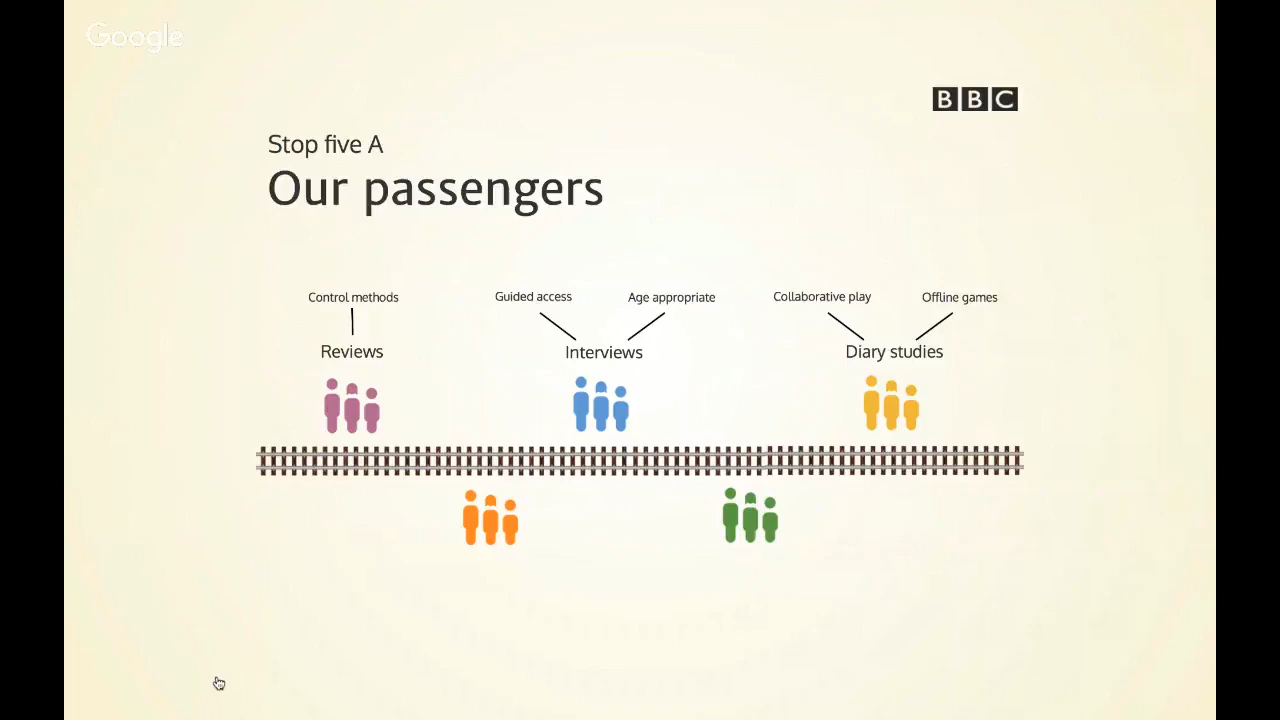 Google
BBC
Stop five A
Our passengers
Control methods
Guided access
Age appropriate
Collaborative play
Offline games
Reviews
Interviews
Diary studies